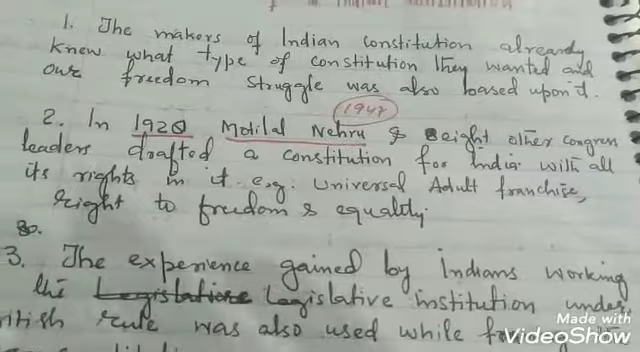 1. The makers of Indian constitution already
knew what type of constitution they wanted and
our freedom struggle was also based upon it.
1947
2. In 1920 Motilal Nehru & eight other congress
leaders drafted a constitution for India with all
its rights in it e.g: Universal Adult franchise,
right to freedom & equality.
3. The experience gained by Indians working
the Legislative Legislative institution under
British rule was also used while
Made with
VideoShow